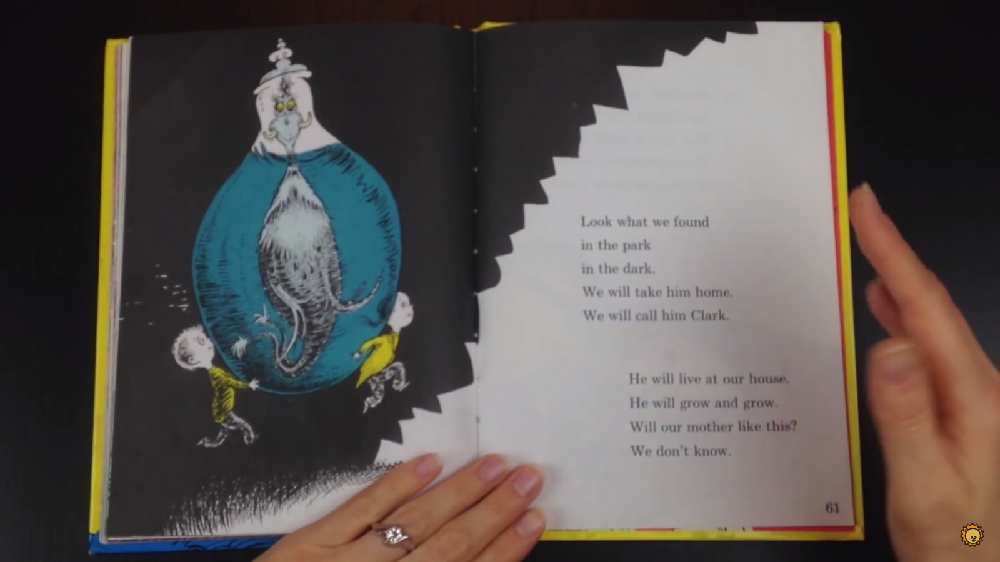 Look what we found
in the park
in the dark.
We will take him home.
We will call him Clark.
He will live at our house.
He will grow and grow.
Will our mother like this?
We don't know.
61